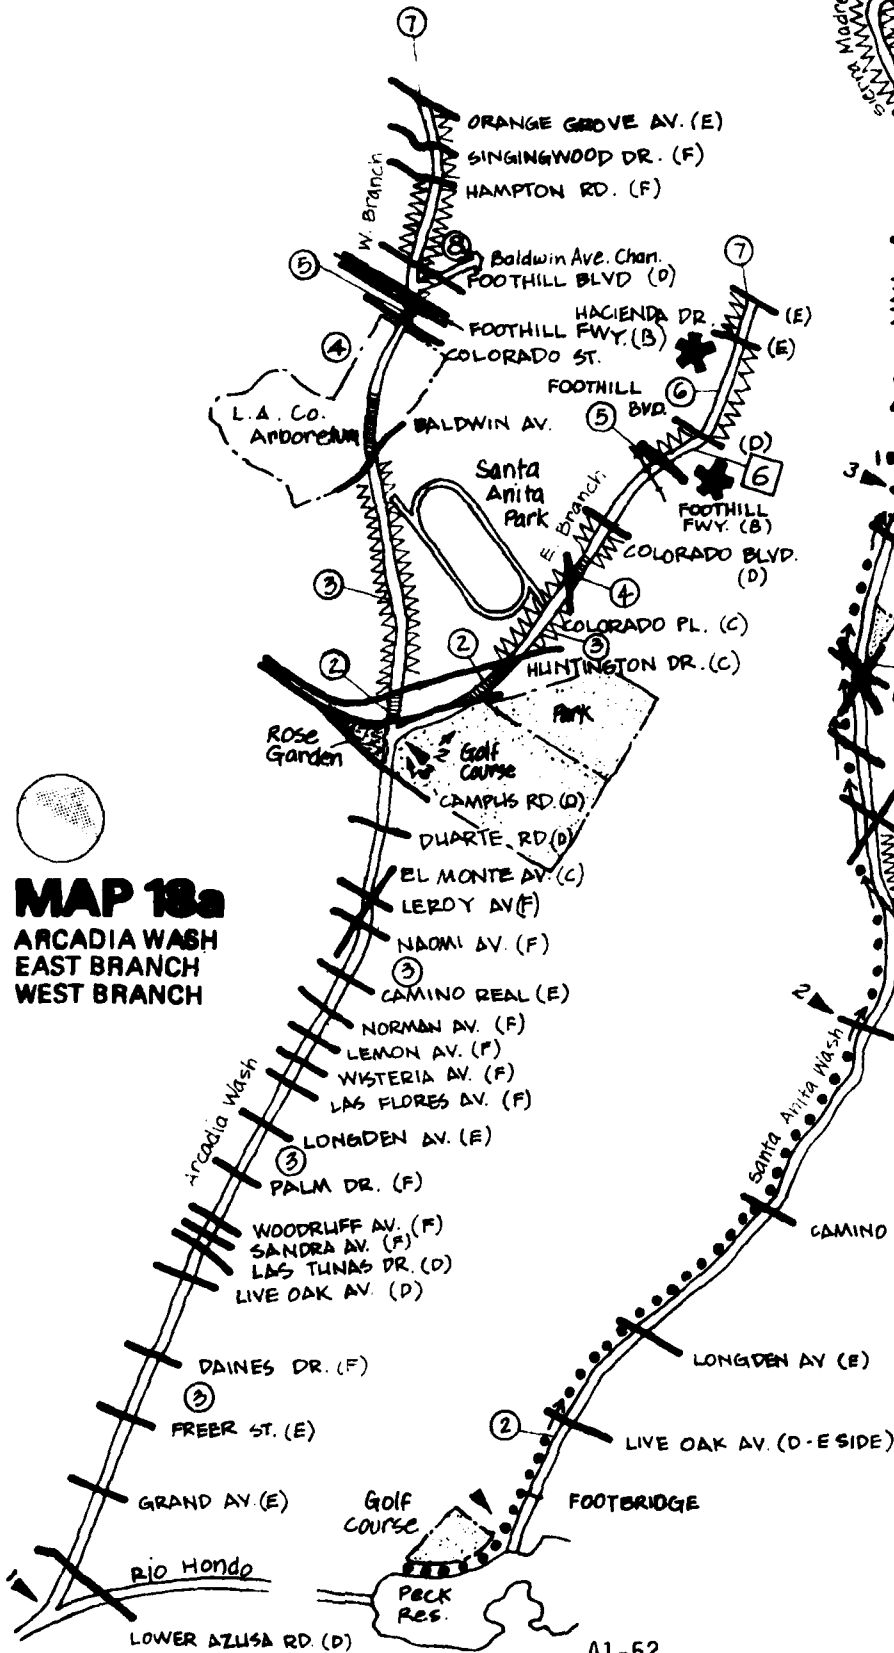 7
Sierra Madre
ORANGE GROVE AV. (E)
SINGINGWOOD DR. (F)
HAMPTON RD. (F)
W. Branch
8
Baldwin Ave. Chan.
FOOTHILL BLVD (D)
5
7
FOOTHILL
FWY. (B)
COLORADO ST.
4
HACIENDA DR.
(E)
(E)
FOOTHILL
BVD.
6
5
(D)
6
L.A. Co.
Arboretum
BALDWIN AV.
Santa
Anita
Park
E. Branch
FOOTHILL
FWY. (B)
COLORADO BLVD.
(D)
3
3
4
COLORADO PL. (C)
3
2
2
HUNTINGTON DR. (C)
Park
Rose
Garden
2
Golf
Course
CAMPUS RD. (D)
DUARTE RD. (D)
EL MONTE AV. (C)
LEROY AV (F)
NAOMI AV. (F)
MAP 18a
ARCADIA WASH
EAST BRANCH
WEST BRANCH
3
CAMINO REAL (E)
NORMAN AV. (F)
LEMON AV. (F)
WISTERIA AV. (F)
LAS FLORES AV. (F)
Arcadia Wash
LONGDEN AV. (E)
3
PALM DR. (F)
WOODRUFF AV. (F)
SANDRA AV. (F)
LAS TUNAS DR. (D)
LIVE OAK AV. (D)
2
Santa Anita Wash
CAMINO
DAINES DR. (F)
3
FREER ST. (E)
LONGDEN AV (E)
2
LIVE OAK AV. (D-E SIDE)
GRAND AV. (E)
Golf
Course
FOOTBRIDGE
1
Rio Hondo
Peck
Res.
LOWER AZUSA RD. (D)
A1-52